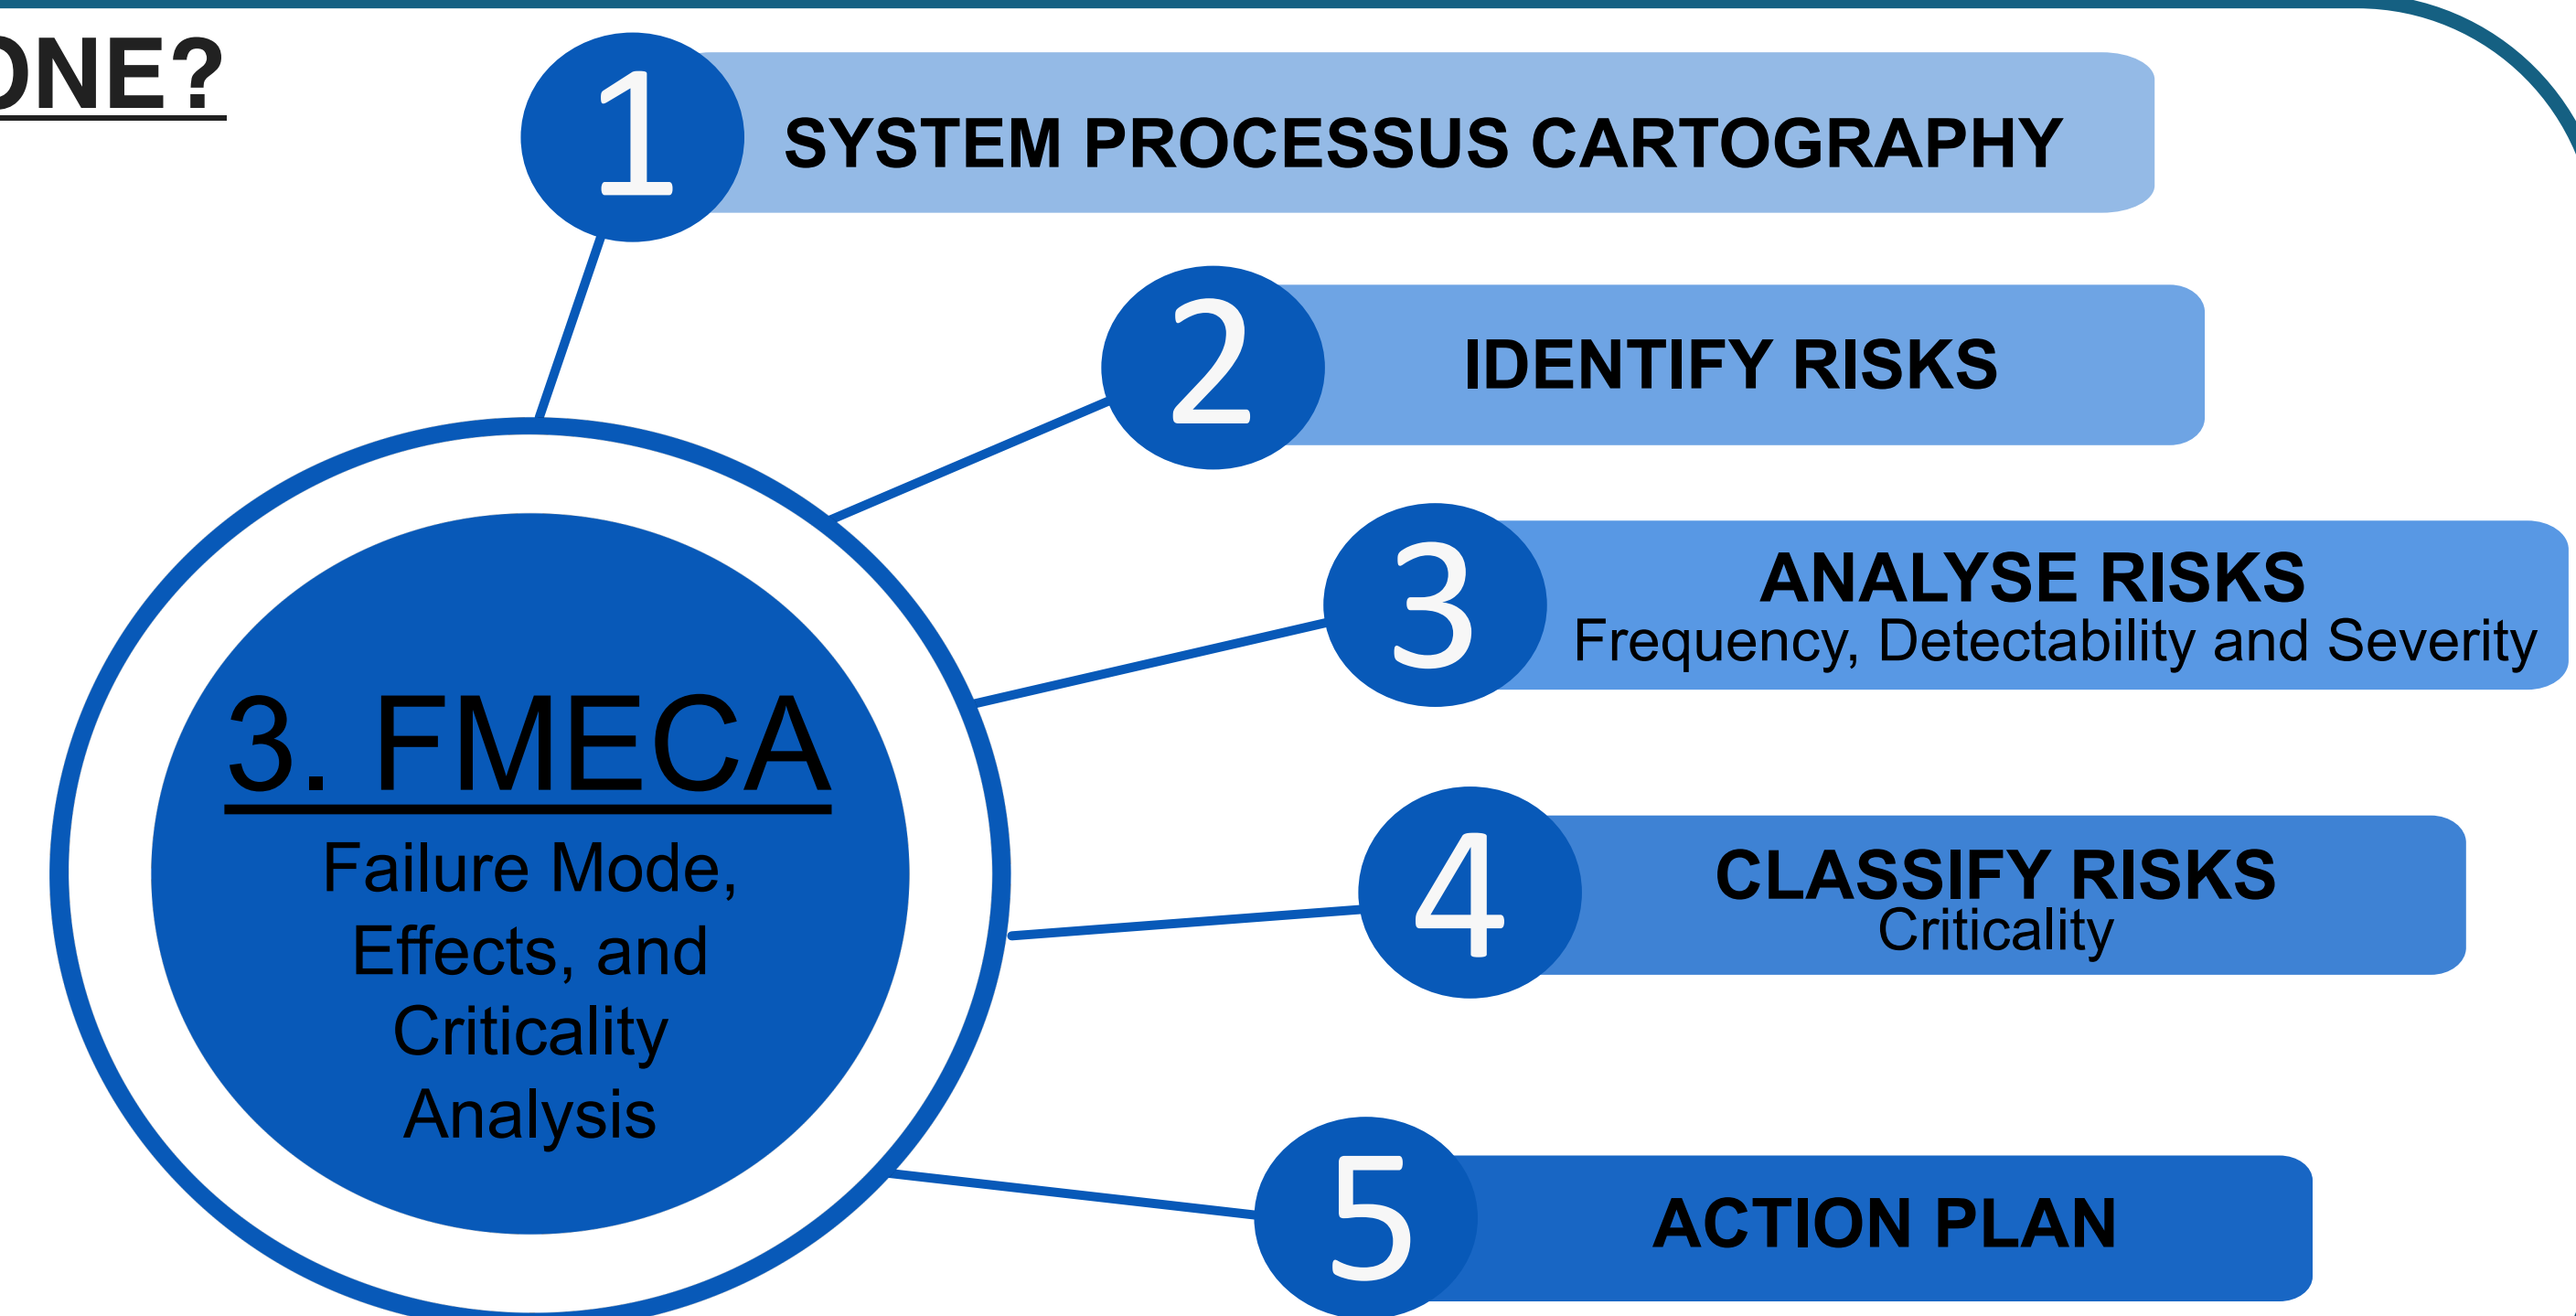 ONE?
1
SYSTEM PROCESSUS CARTOGRAPHY
2
IDENTIFY RISKS
3
ANALYSE RISKS
Frequency, Detectability and Severity
4
CLASSIFY RISKS
Criticality
5
ACTION PLAN
3. FMECA
Failure Mode,
Effects, and
Criticality
Analysis